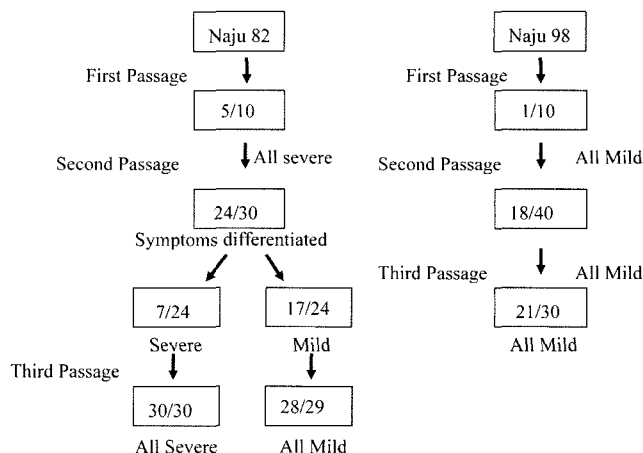 Naju 82
First Passage
5/10
Second Passage
All severe
24/30
Symptoms differentiated
7/24
17/24
Severe
Mild
Third Passage
30/30
28/29
All Severe
All Mild
Naju 98
First Passage
1/10
All Mild
Second Passage
18/40
Third Passage
All Mild
21/30
All Mild